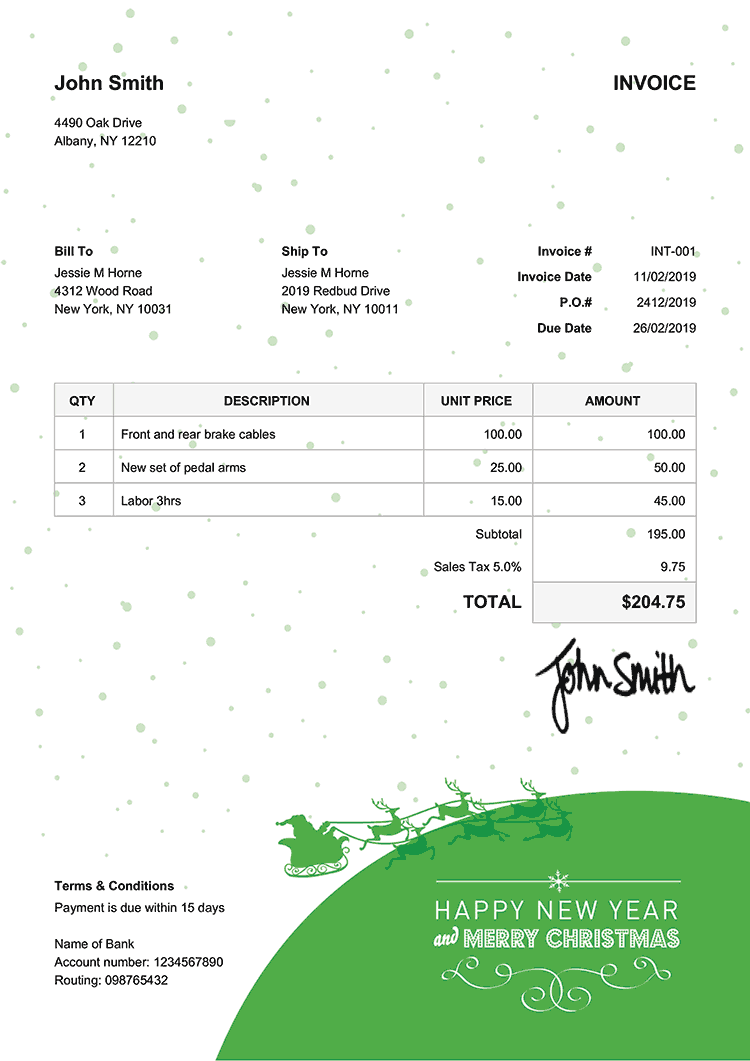 John Smith
INVOICE
4490 Oak Drive
Albany, NY 12210
Bill To
Jessie M Horne
4312 Wood Road
New York, NY 10031
Ship To
Jessie M Horne
2019 Redbud Drive
New York, NY 10011
Invoice # INT-001
Invoice Date 11/02/2019
P.O.# 2412/2019
Due Date 26/02/2019
QTY DESCRIPTION UNIT PRICE AMOUNT
1 Front and rear brake cables 100.00 100.00
2 New set of pedal arms 25.00 50.00
3 Labor 3hrs 15.00 45.00
Subtotal 195.00
Sales Tax 5.0% 9.75
TOTAL $204.75
John Smith
Terms & Conditions
Payment is due within 15 days
Name of Bank
Account number: 1234567890
Routing: 098765432
HAPPY NEW YEAR
and MERRY CHRISTMAS